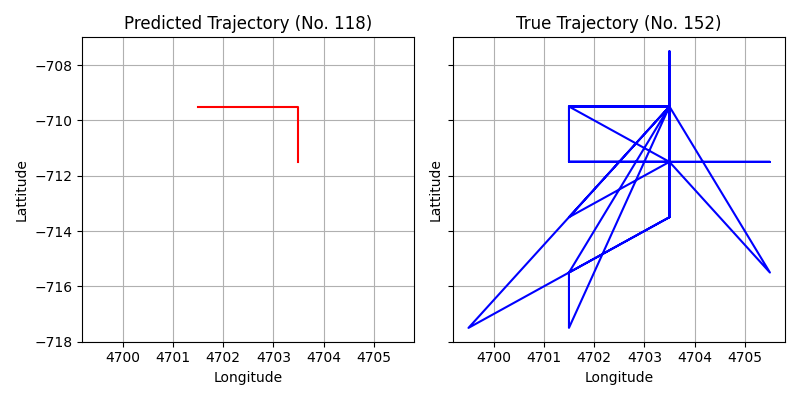 Predicted Trajectory (No. 118)
True Trajectory (No. 152)
−708
−710
−712
−714
−716
−718
Lattitude
Lattitude
4700 4701 4702 4703 4704 4705
4700 4701 4702 4703 4704 4705
Longitude
Longitude